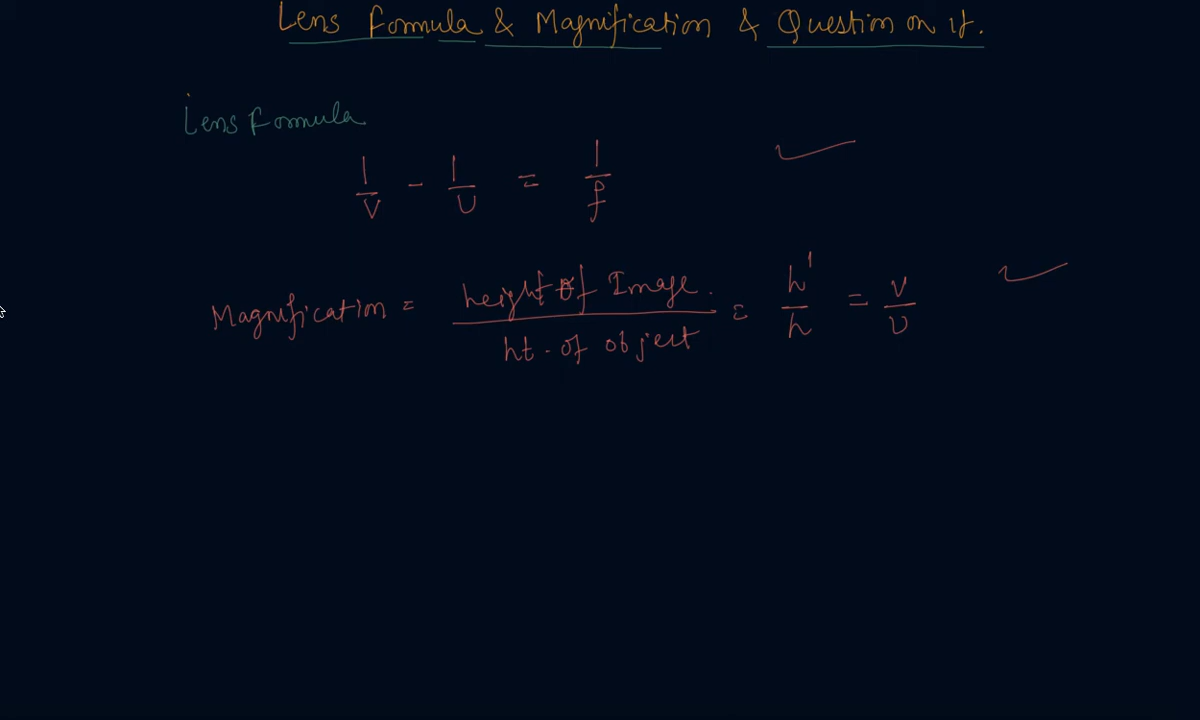 Lens Formula & Magnification & Question on it.
Lens Formula
1/V - 1/U = 1/f
Magnification = height of Image. / ht. of object = h'/h = V/U